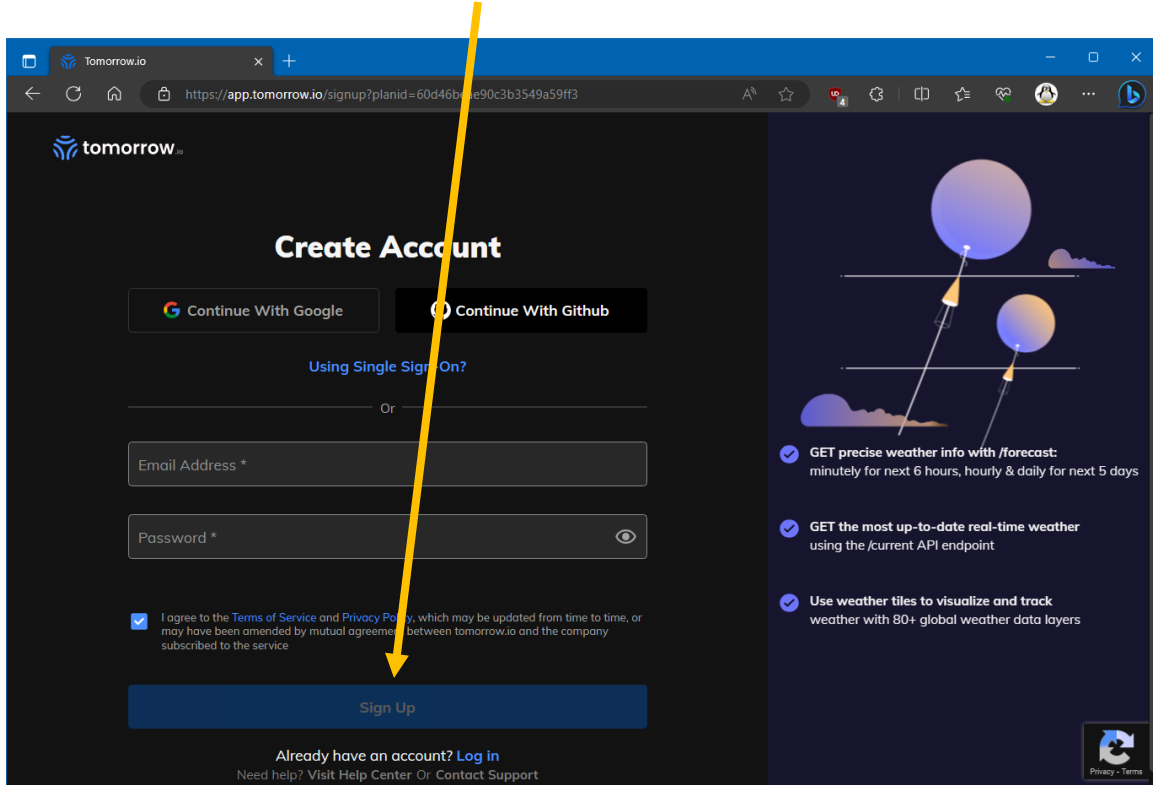 Tomorrow.io
https://app.tomorrow.io/signup?planid=
4
tomorrow.io
Create Account
Continue With Google
Continue With Github
Using Single Sign-On?
Or
Email Address *
Password *
I agree to the Terms of Service and Privacy Policy, which may be updated from time to time, or
may have been amended by mutual agreement between tomorrow.io and the company
subscribed to the service
Sign Up
Already have an account? Log in
Need help? Visit Help Center Or Contact Support
GET precise weather info with /forecast:
minutely for next 6 hours, hourly & daily for next 5 days
GET the most up-to-date real-time weather
using the /current API endpoint
Use weather tiles to visualize and track
weather with 80+ global weather data layers
Privacy - Terms